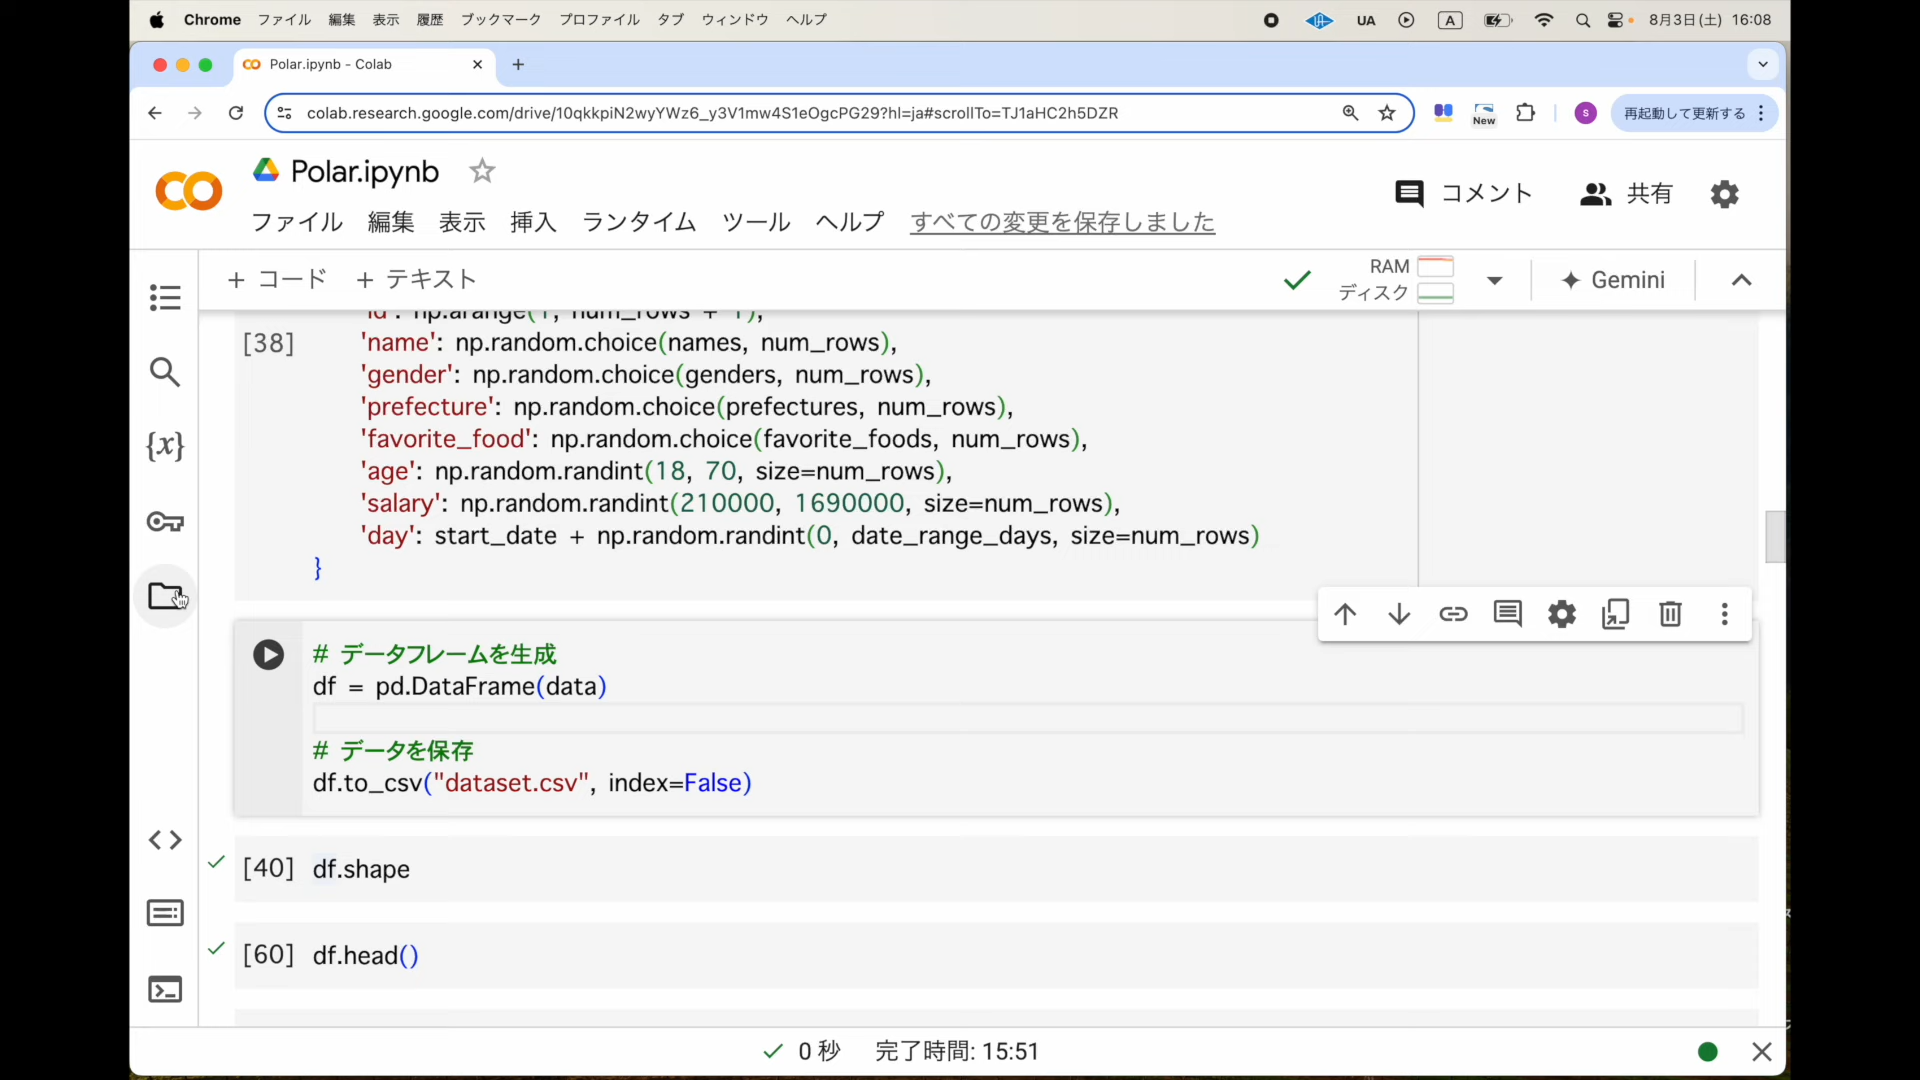 Chrome ファイル 編集 表示 履歴 ブックマーク プロファイル タブ ウィンドウ ヘルプ UA A 8月3日(土) 16:08
Polar.ipynb - Colab
colab.research.google.com/drive/10qkkpiN2wyYWz6_y3V1mw4S1eOgcPG29?hl=ja#scrollTo=TJ1aHC2h5DZR New S 再起動して更新する
Polar.ipynb
コメント 共有
ファイル 編集 表示 挿入 ランタイム ツール ヘルプ すべての変更を保存しました
+ コード + テキスト RAM ディスク Gemini
'id': np.arange(1, num_rows + 1),
[38] 'name': np.random.choice(names, num_rows),
'gender': np.random.choice(genders, num_rows),
'prefecture': np.random.choice(prefectures, num_rows),
'favorite_food': np.random.choice(favorite_foods, num_rows),
'age': np.random.randint(18, 70, size=num_rows),
'salary': np.random.randint(210000, 1690000, size=num_rows),
'day': start_date + np.random.randint(0, date_range_days, size=num_rows)
}
# データフレームを生成
df = pd.DataFrame(data)
# データを保存
df.to_csv("dataset.csv", index=False)
[40] df.shape
[60] df.head()
0 秒 完了時間: 15:51